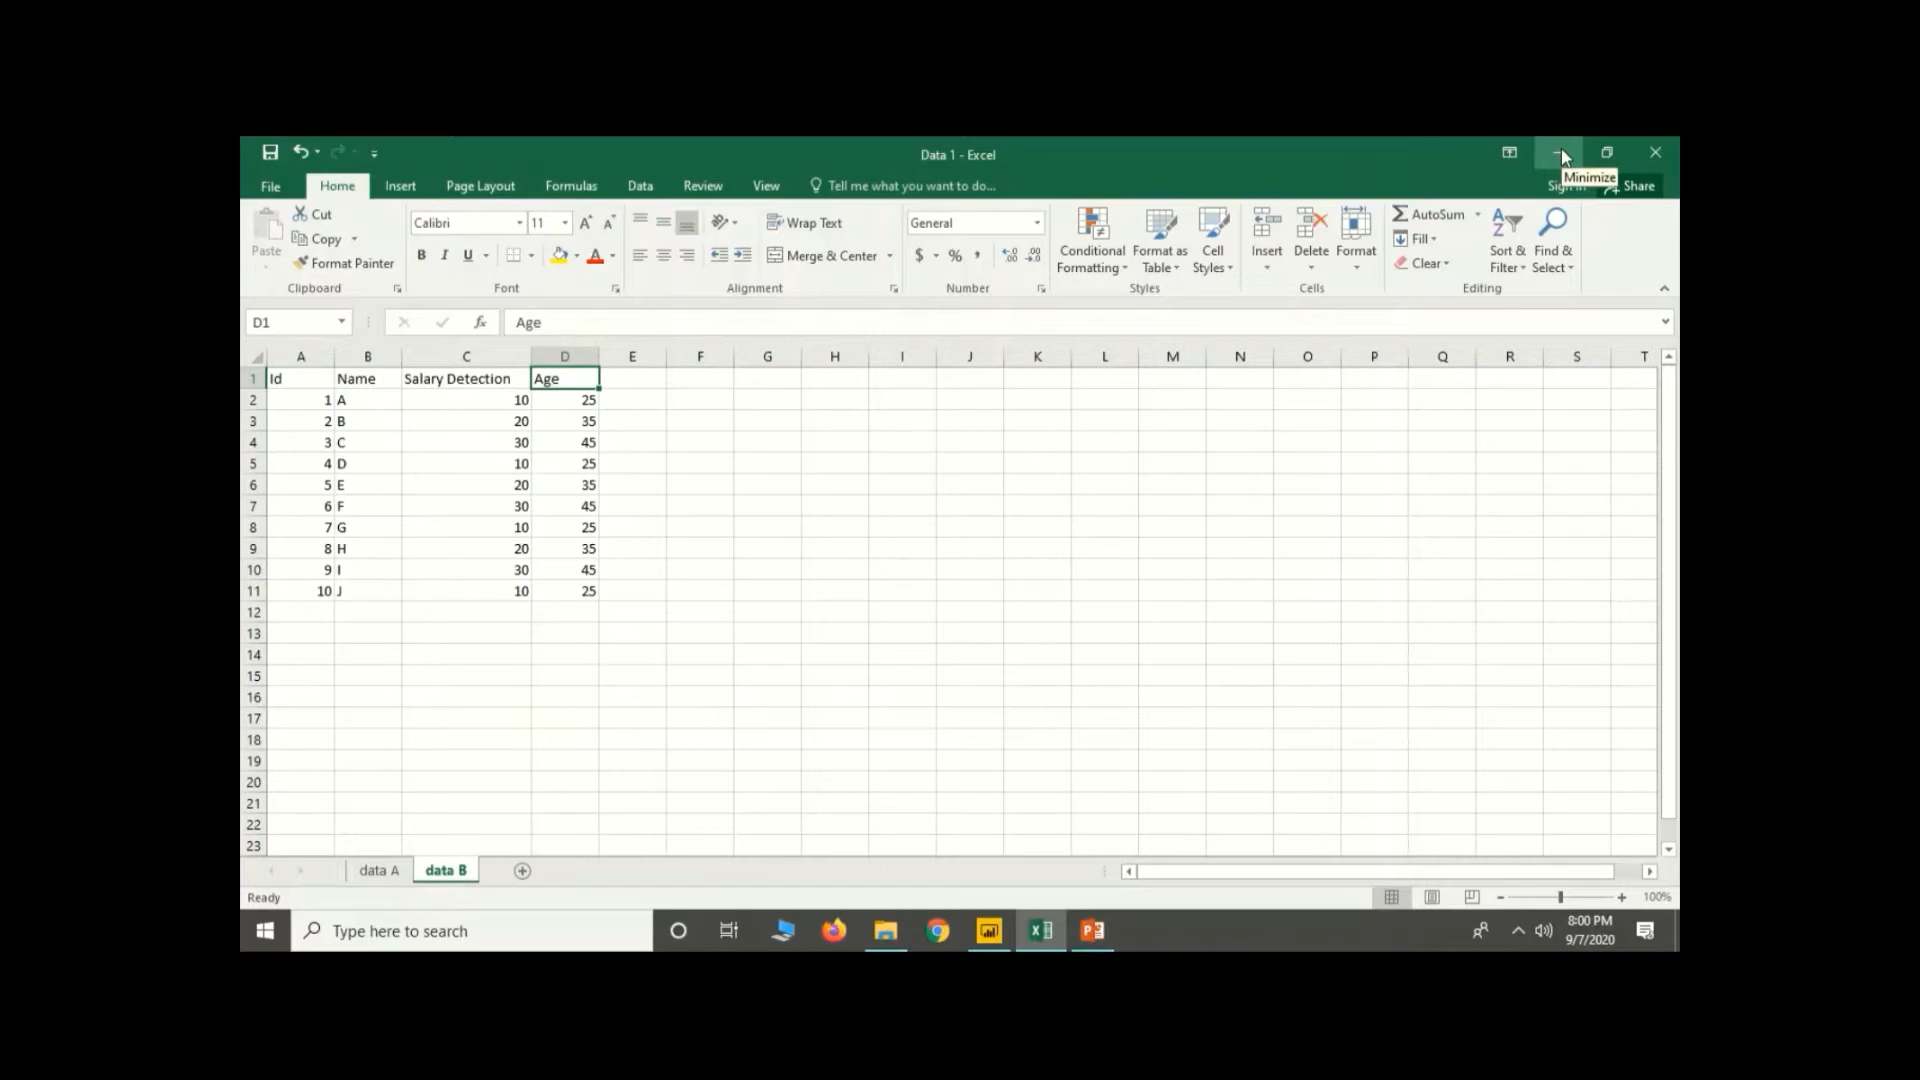 Data 1 - Excel
Minimize
File Home Insert Page Layout Formulas Data Review View Tell me what you want to do... Share
Cut
Copy
Format Painter
Paste
Clipboard
Calibri 11
B I U
Font
Wrap Text
Merge & Center
Alignment
General
$ % ,
Number
Conditional Formatting
Format as Table
Cell Styles
Styles
Insert
Delete
Format
Cells
AutoSum
Fill
Clear
Sort & Filter
Find & Select
Editing
D1 fx Age
A B C D E F G H I J K L M N O P Q R S T
1 Id Name Salary Detection Age
2 1 A 10 25
3 2 B 20 35
4 3 C 30 45
5 4 D 10 25
6 5 E 20 35
7 6 F 30 45
8 7 G 10 25
9 8 H 20 35
10 9 I 30 45
11 10 J 10 25
12
13
14
15
16
17
18
19
20
21
22
23
data A data B
Ready 100%
Type here to search
8:00 PM
9/7/2020